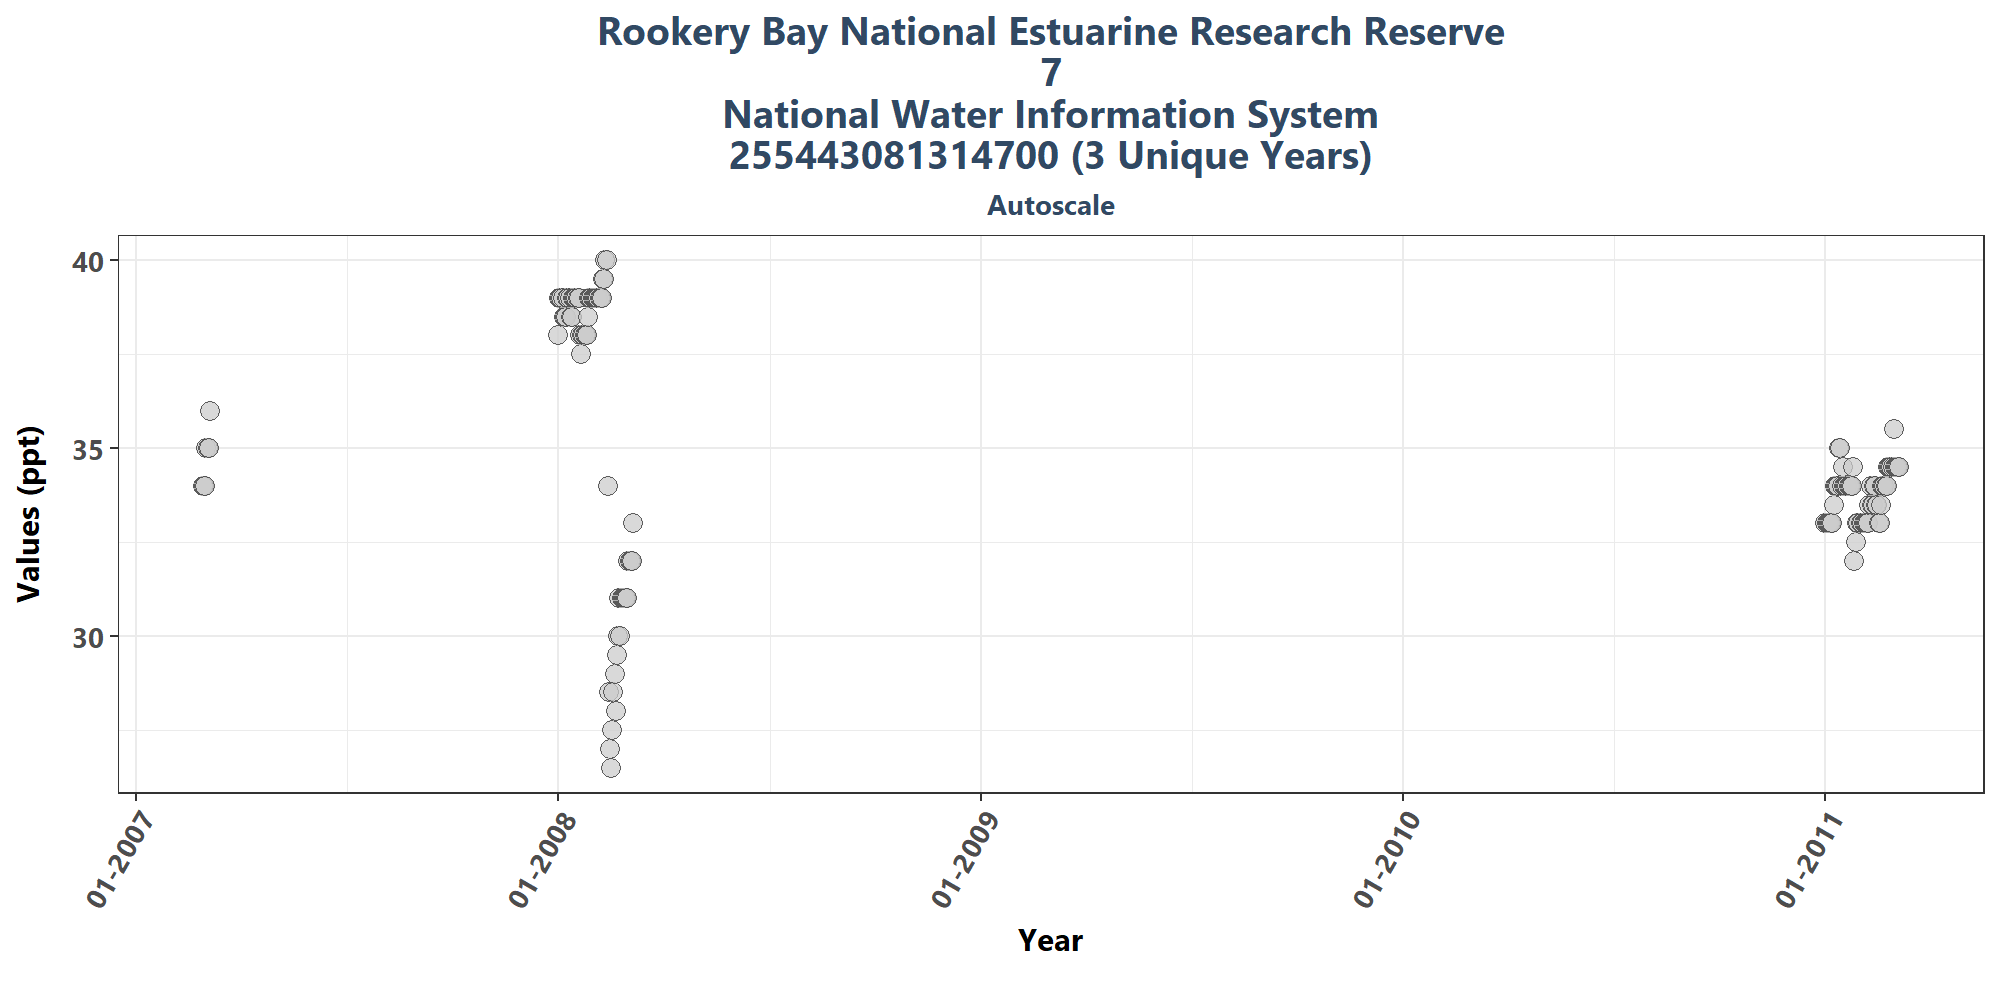 Rookery Bay National Estuarine Research Reserve
7
National Water Information System
255443081314700 (3 Unique Years)
Autoscale
Values (ppt)
40
35
30
01-2007
01-2008
01-2009
01-2010
01-2011
Year